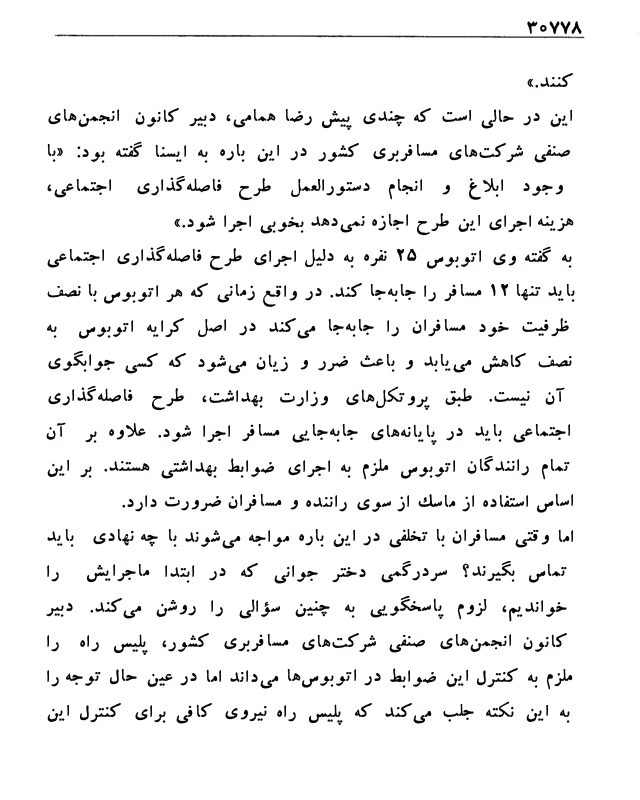 ۳۰۷۷۸
کنند.»
این در حالی است که چندی پیش رضا همامی، دبیر کانون انجمن‌های
صنفی شرکت‌های مسافربری کشور در این باره به ایسنا گفته بود: «با
وجود ابلاغ و انجام دستورالعمل طرح فاصله‌گذاری اجتماعی،
هزینه اجرای این طرح اجازه نمی‌دهد بخوبی اجرا شود.»
به گفته وی اتوبوس ۲۵ نفره به دلیل اجرای طرح فاصله‌گذاری اجتماعی
باید تنها ۱۲ مسافر را جابه‌جا کند. در واقع زمانی که هر اتوبوس با نصف
ظرفیت خود مسافران را جابه‌جا می‌کند در اصل کرایه اتوبوس به
نصف کاهش می‌یابد و باعث ضرر و زیان می‌شود که کسی جوابگوی
آن نیست. طبق پروتکل‌های وزارت بهداشت، طرح فاصله‌گذاری
اجتماعی باید در پایانه‌های جابه‌جایی مسافر اجرا شود. علاوه بر آن
تمام رانندگان اتوبوس ملزم به اجرای ضوابط بهداشتی هستند. بر این
اساس استفاده از ماسک از سوی راننده و مسافران ضرورت دارد.
اما وقتی مسافران با تخلفی در این باره مواجه می‌شوند با چه نهادی باید
تماس بگیرند؟ سردرگمی دختر جوانی که در ابتدا ماجرایش را
خواندیم، لزوم پاسخگویی به چنین سؤالی را روشن می‌کند. دبیر
کانون انجمن‌های صنفی شرکت‌های مسافربری کشور، پلیس راه را
ملزم به کنترل این ضوابط در اتوبوس‌ها می‌داند اما در عین حال توجه را
به این نکته جلب می‌کند که پلیس راه نیروی کافی برای کنترل این